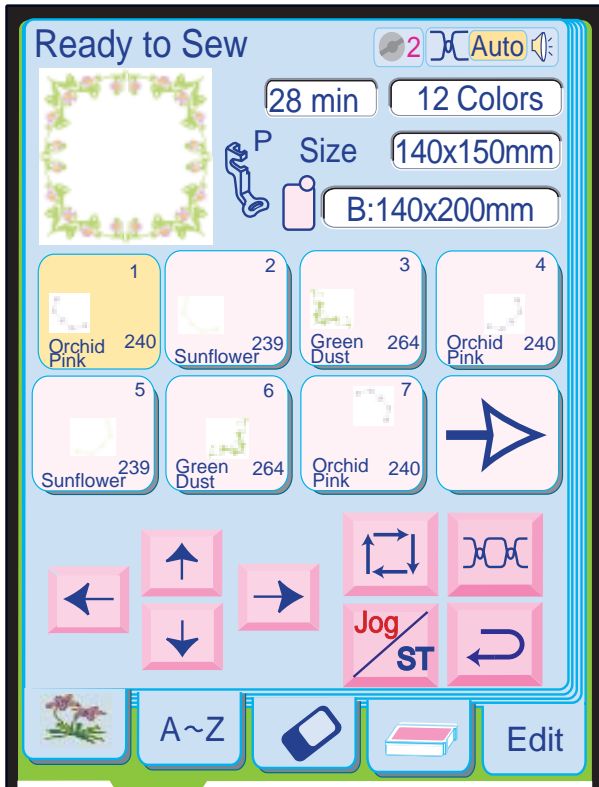 Ready to Sew
2 Auto
28 min 12 Colors
P Size 140x150mm
B:140x200mm
1 2 3 4
Orchid Pink 240
Sunflower 239
Green Dust 264
Orchid Pink 240
5 6 7
Sunflower 239
Green Dust 264
Orchid Pink 240
Jog/ST
A~Z Edit